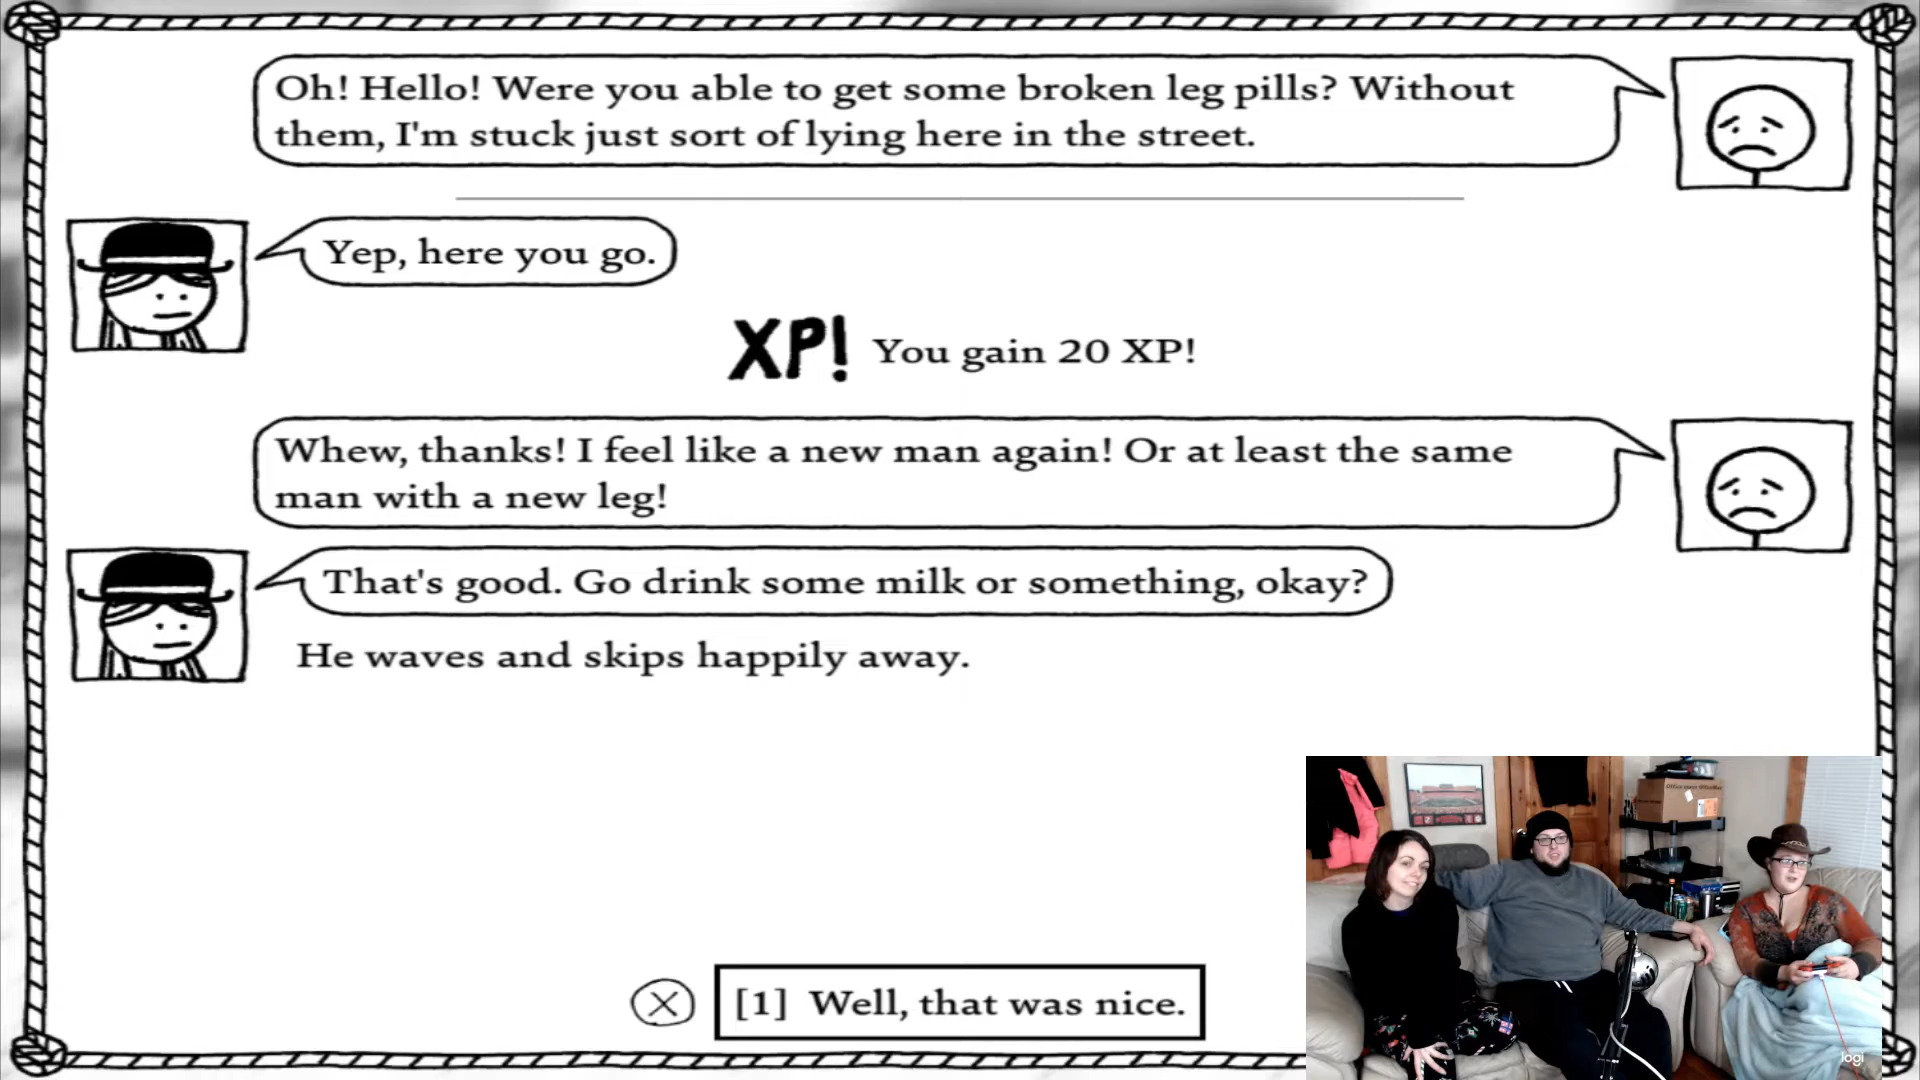 Oh! Hello! Were you able to get some broken leg pills? Without
them, I'm stuck just sort of lying here in the street.
Yep, here you go.
XP! You gain 20 XP!
Whew, thanks! I feel like a new man again! Or at least the same
man with a new leg!
That's good. Go drink some milk or something, okay?
He waves and skips happily away.
[1] Well, that was nice.
logi